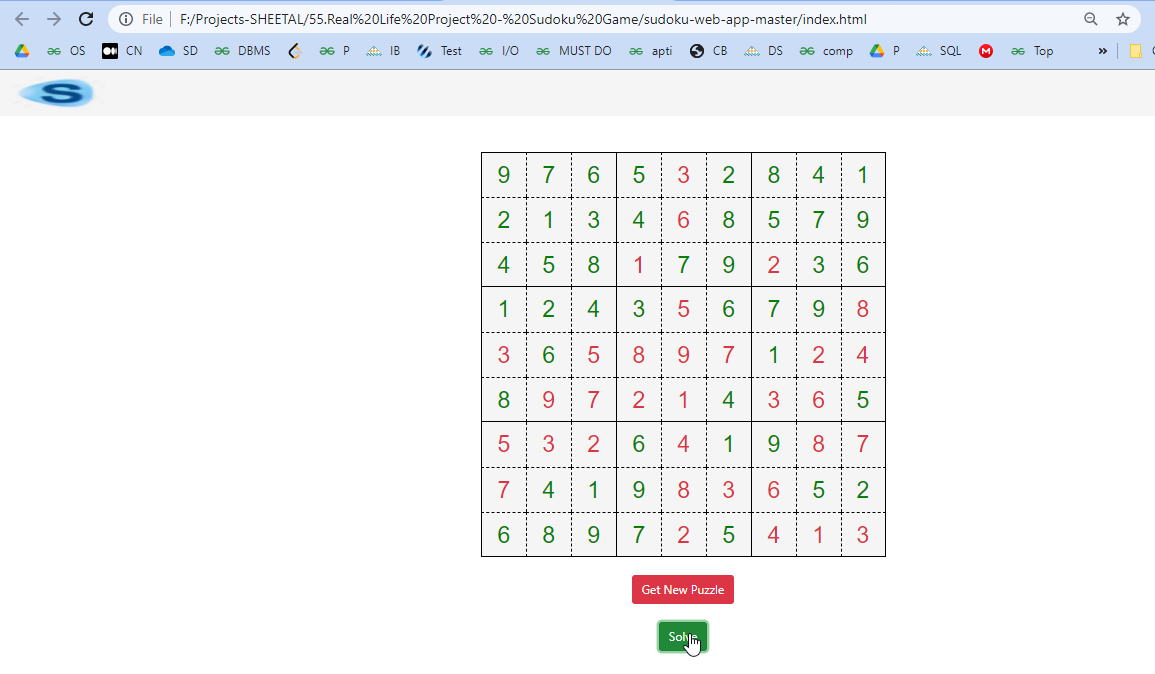 File F:/Projects-SHEETAL/55.Real%20Life%20Project%20-%20Sudoku%20Game/sudoku-web-app-master/index.html
OS CN SD DBMS P IB Test I/O MUST DO apti CB DS comp P SQL M Top »
S
9 7 6 5 3 2 8 4 1
2 1 3 4 6 8 5 7 9
4 5 8 1 7 9 2 3 6
1 2 4 3 5 6 7 9 8
3 6 5 8 9 7 1 2 4
8 9 7 2 1 4 3 6 5
5 3 2 6 4 1 9 8 7
7 4 1 9 8 3 6 5 2
6 8 9 7 2 5 4 1 3
Get New Puzzle
Solve